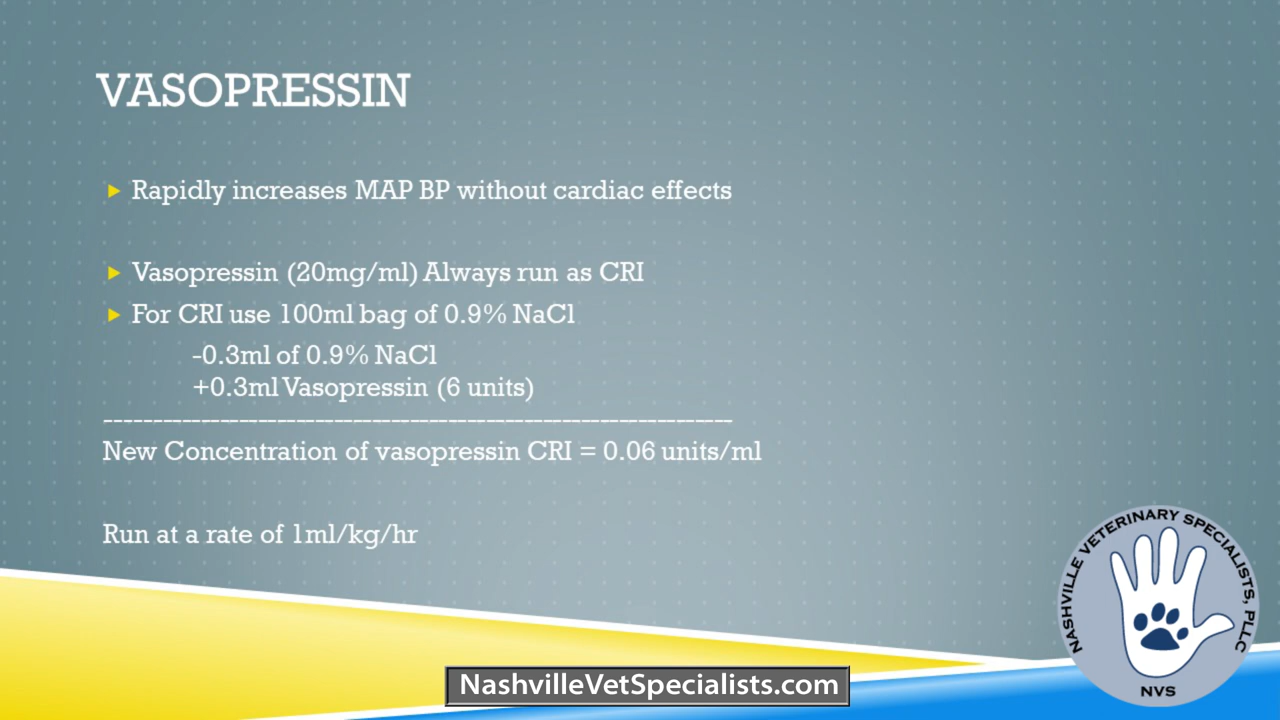 VASOPRESSIN
Rapidly increases MAP BP without cardiac effects
Vasopressin (20mg/ml) Always run as CRI
For CRI use 100ml bag of 0.9% NaCl
-0.3ml of 0.9% NaCl
+0.3ml Vasopressin (6 units)
------------------------------------------------------------------
New Concentration of vasopressin CRI = 0.06 units/ml
Run at a rate of 1ml/kg/hr
NASHVILLE VETERINARY SPECIALISTS, PLLC
NVS
NashvilleVetSpecialists.com